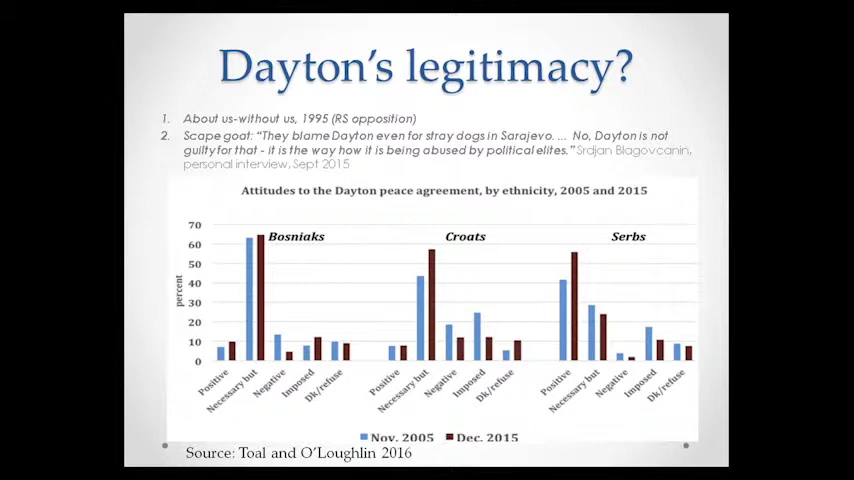 Dayton's legitimacy?
1. About us-without us, 1995 (RS opposition)
2. Scape goat: "They blame Dayton even for stray dogs in Sarajevo. ... No, Dayton is not
guilty for that - it is the way how it is being abused by political elites." Srdjan Blagovcanin,
personal interview, Sept 2015
Attitudes to the Dayton peace agreement, by ethnicity, 2005 and 2015
percent
70
60
50
40
30
20
10
0
Bosniaks Croats Serbs
Positive Necessary but Negative Imposed Dk/refuse Positive Necessary but Negative Imposed Dk/refuse Positive Necessary but Negative Imposed Dk/refuse
Nov. 2005 Dec. 2015
Source: Toal and O'Loughlin 2016